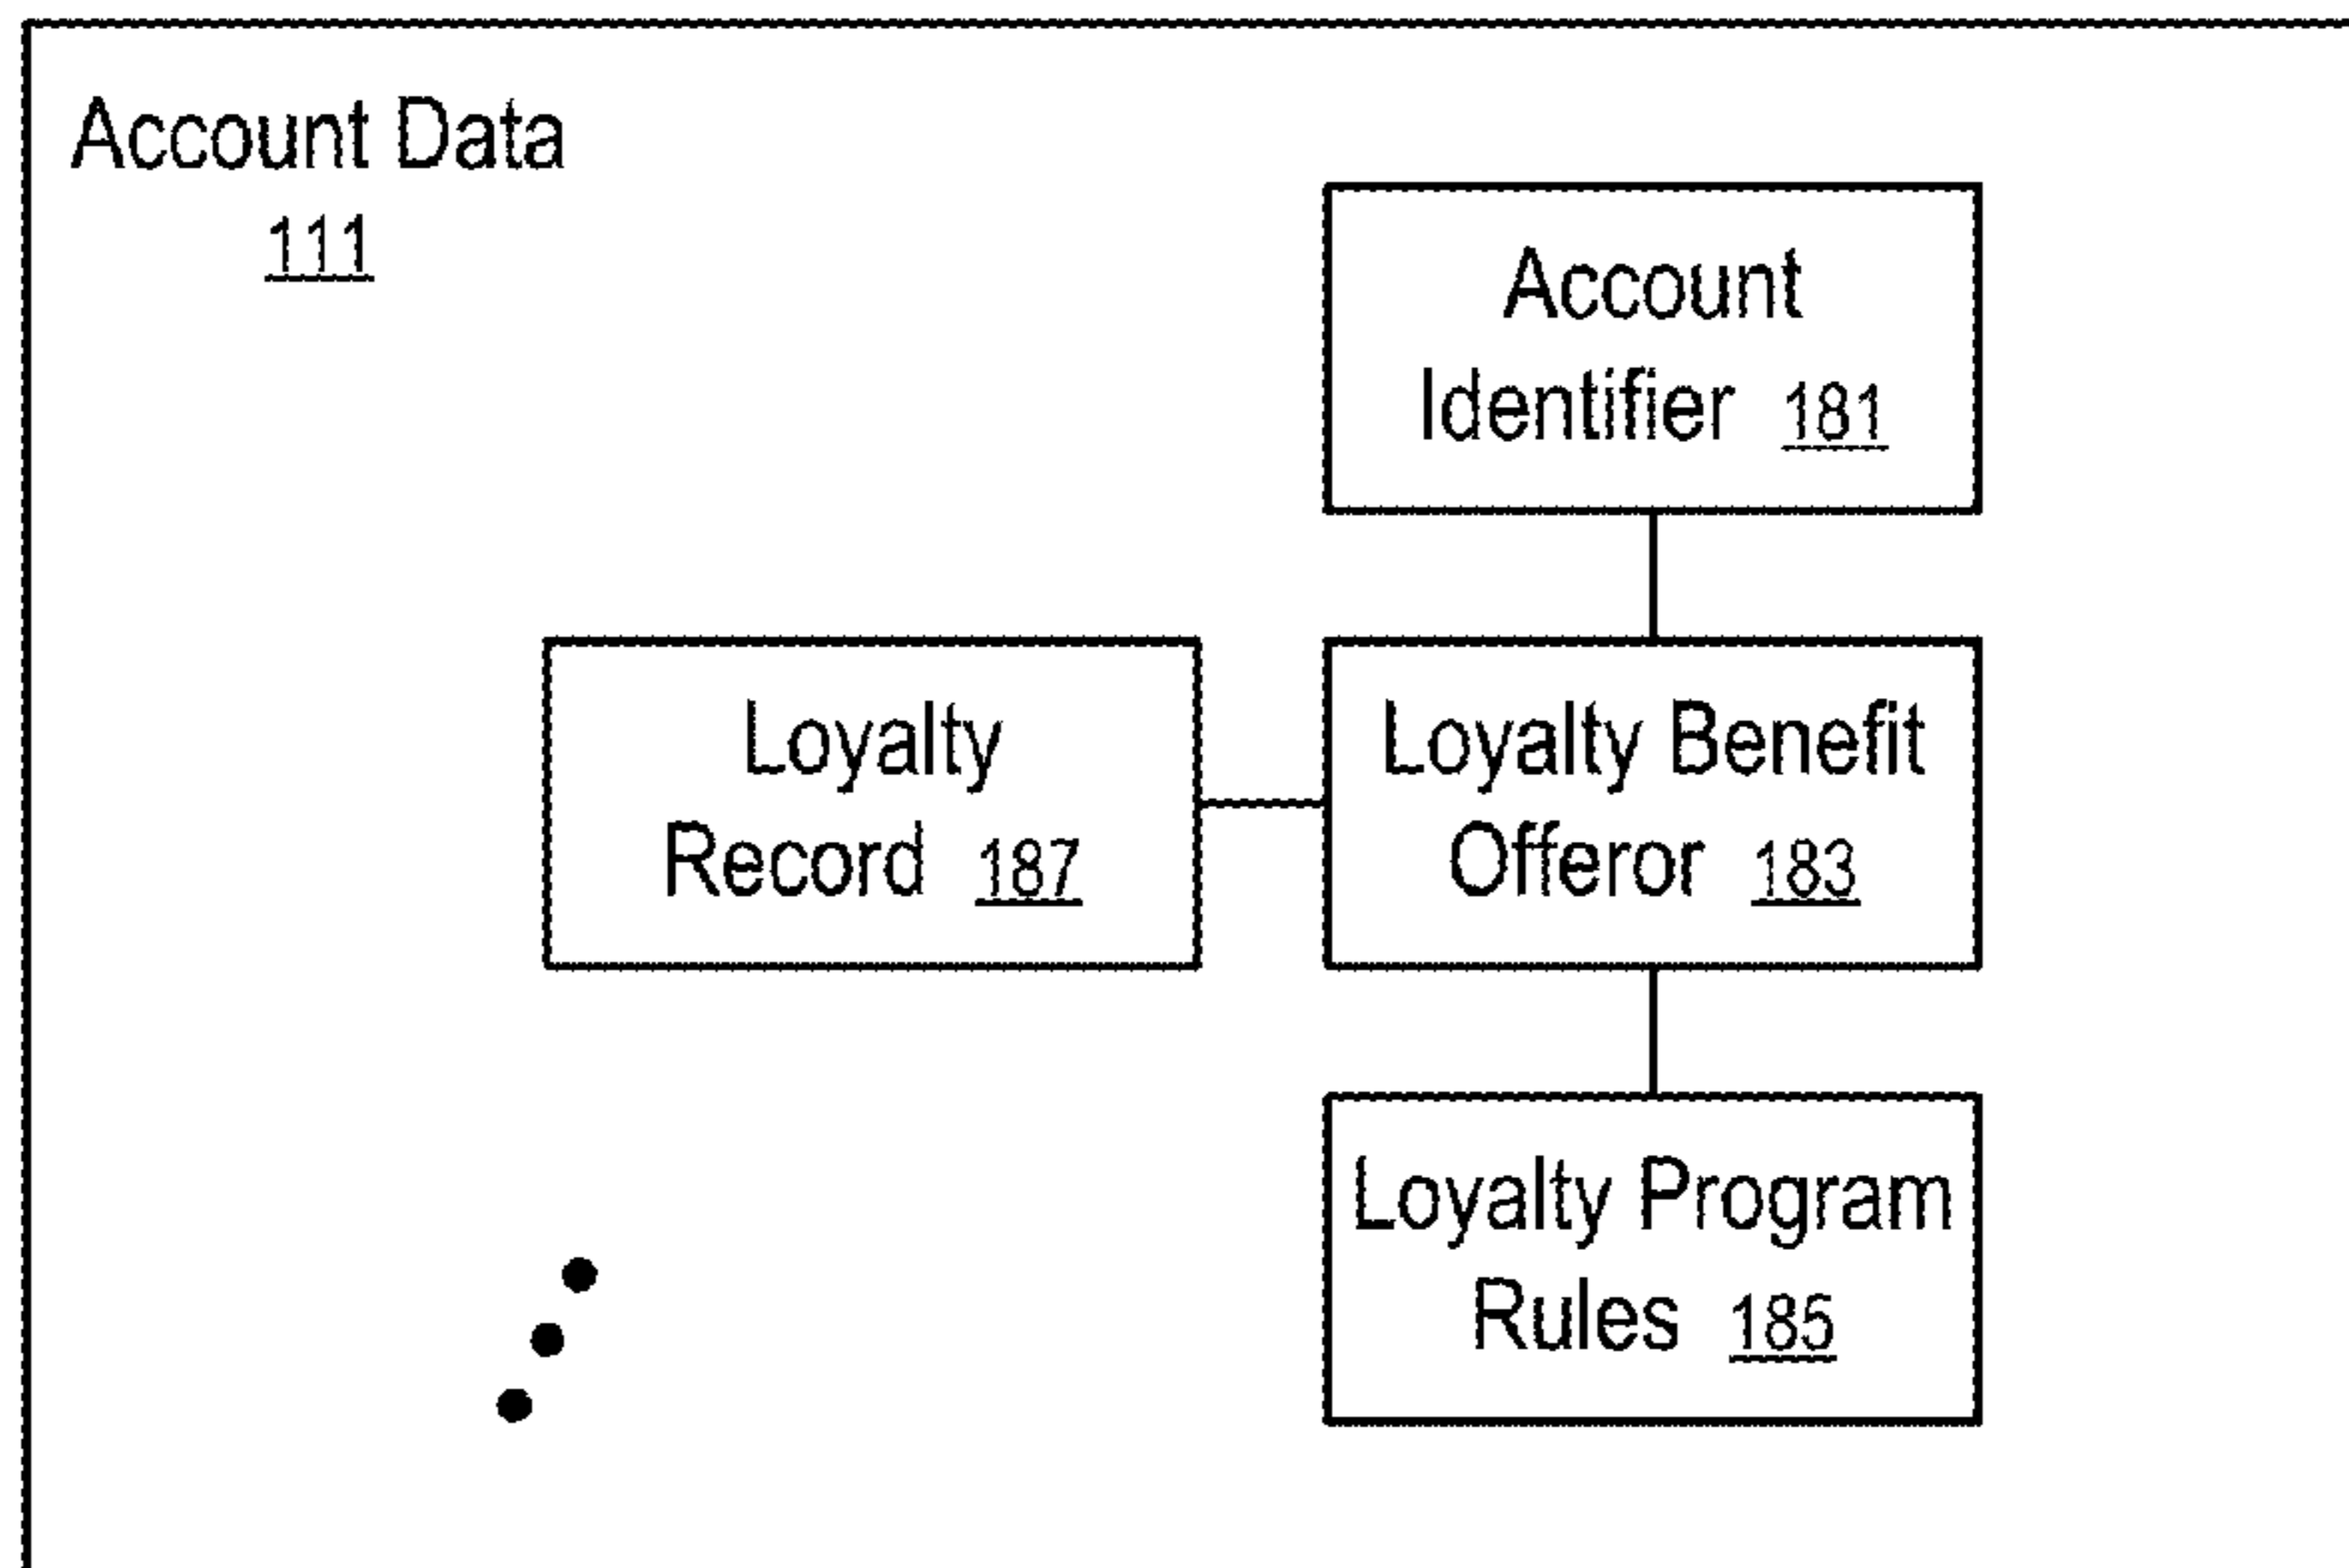 Account Data
111
Account
Identifier 181
Loyalty
Record 187
Loyalty Benefit
Offeror 183
Loyalty Program
Rules 185